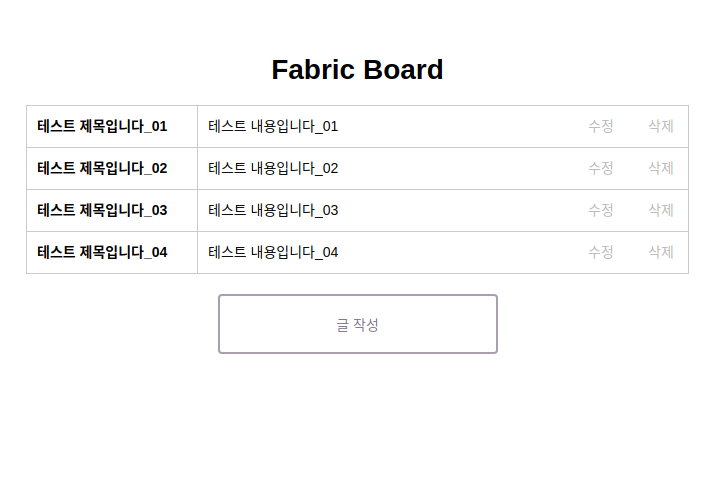 Fabric Board
테스트 제목입니다_01 테스트 내용입니다_01 수정 삭제
테스트 제목입니다_02 테스트 내용입니다_02 수정 삭제
테스트 제목입니다_03 테스트 내용입니다_03 수정 삭제
테스트 제목입니다_04 테스트 내용입니다_04 수정 삭제
글 작성